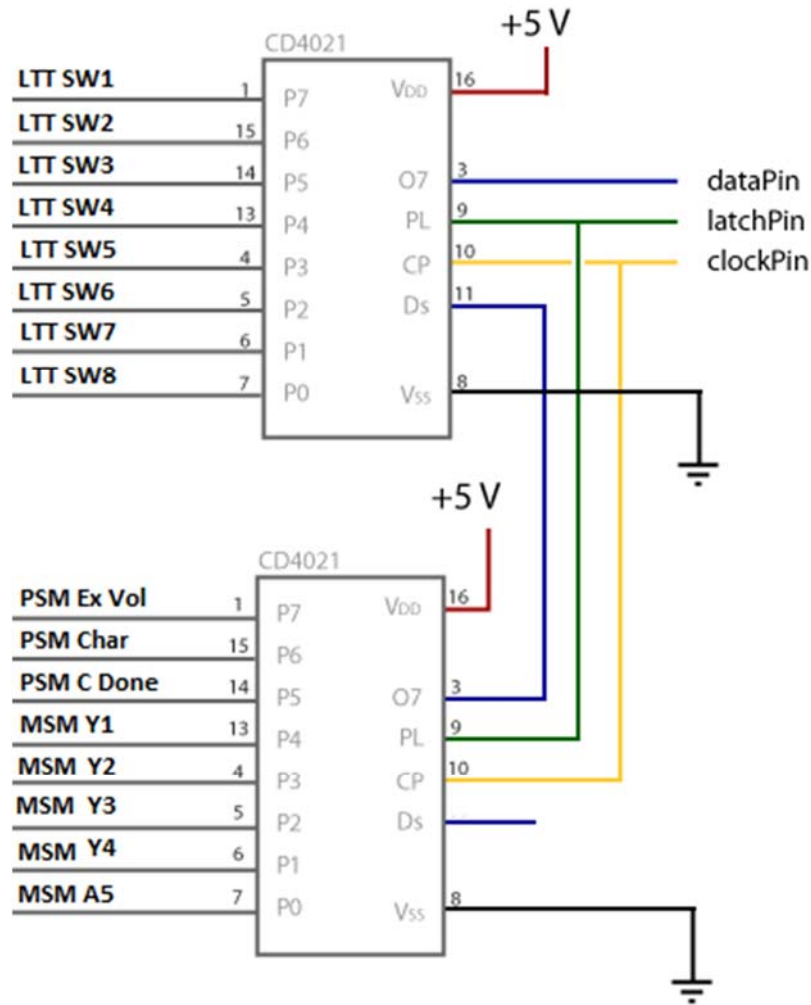 +5 V
CD4021
LTT SW1 1 P7 VDD 16
LTT SW2 15 P6
LTT SW3 14 P5 O7 3 dataPin
LTT SW4 13 P4 PL 9 latchPin
LTT SW5 4 P3 CP 10 clockPin
LTT SW6 5 P2 Ds 11
LTT SW7 6 P1
LTT SW8 7 P0 Vss 8
+5 V
CD4021
PSM Ex Vol 1 P7 VDD 16
PSM Char 15 P6
PSM C Done 14 P5 O7 3
MSM Y1 13 P4 PL 9
MSM Y2 4 P3 CP 10
MSM Y3 5 P2 Ds
MSM Y4 6 P1
MSM A5 7 P0 Vss 8